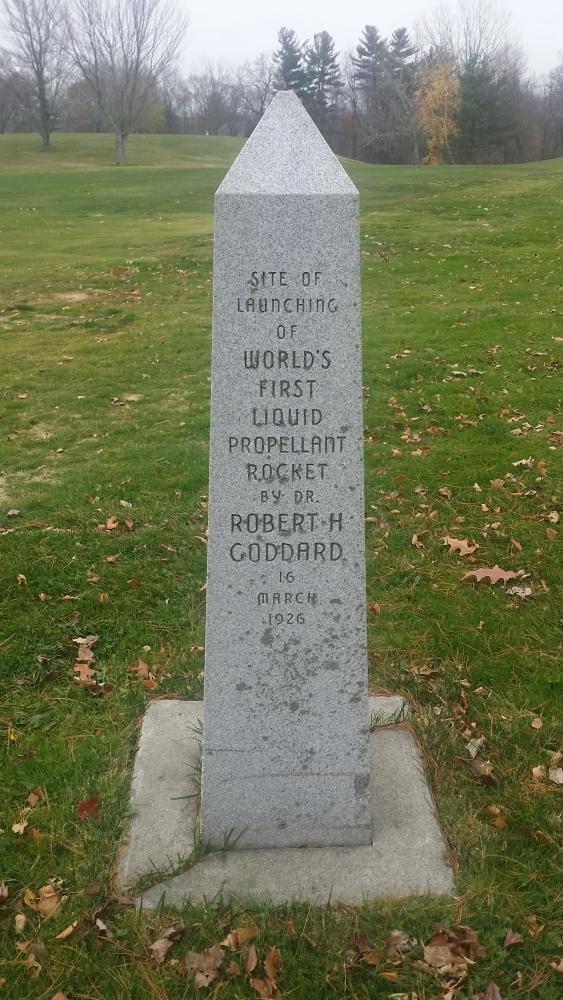 SITE OF
LAUNCHING
OF
WORLD'S
FIRST
LIQUID
PROPELLANT
ROCKET
BY DR.
ROBERT H
GODDARD
16
MARCH
1926